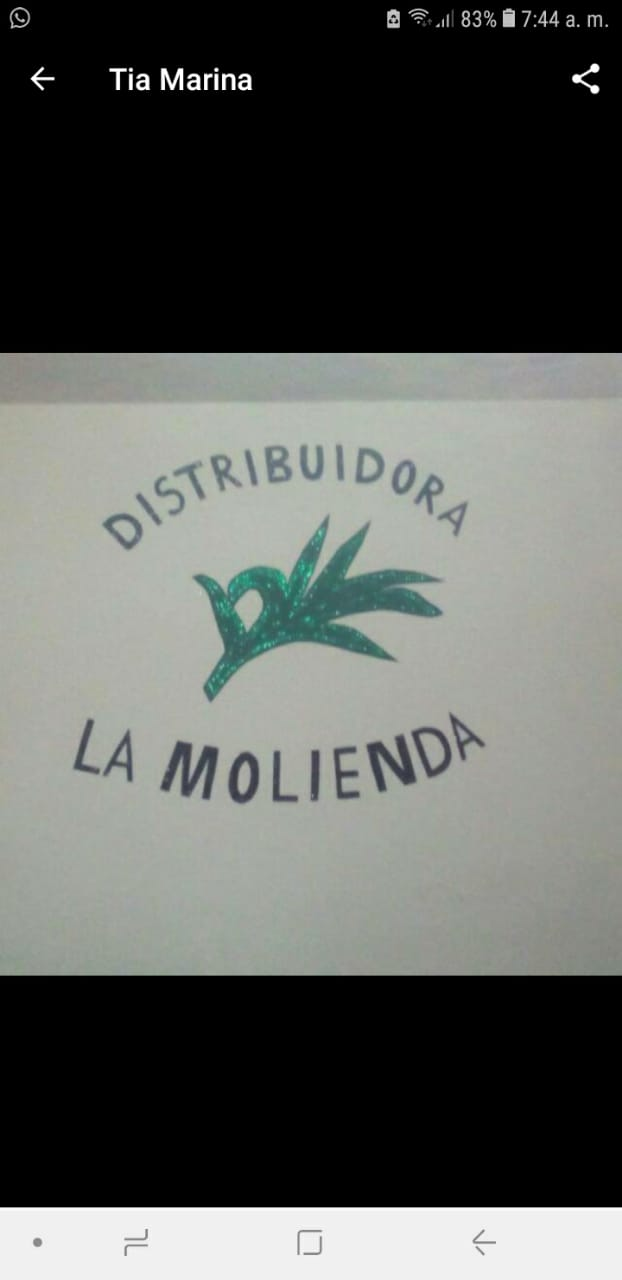 83% 7:44 a. m.
Tia Marina
DISTRIBUIDORA
LA MOLIENDA